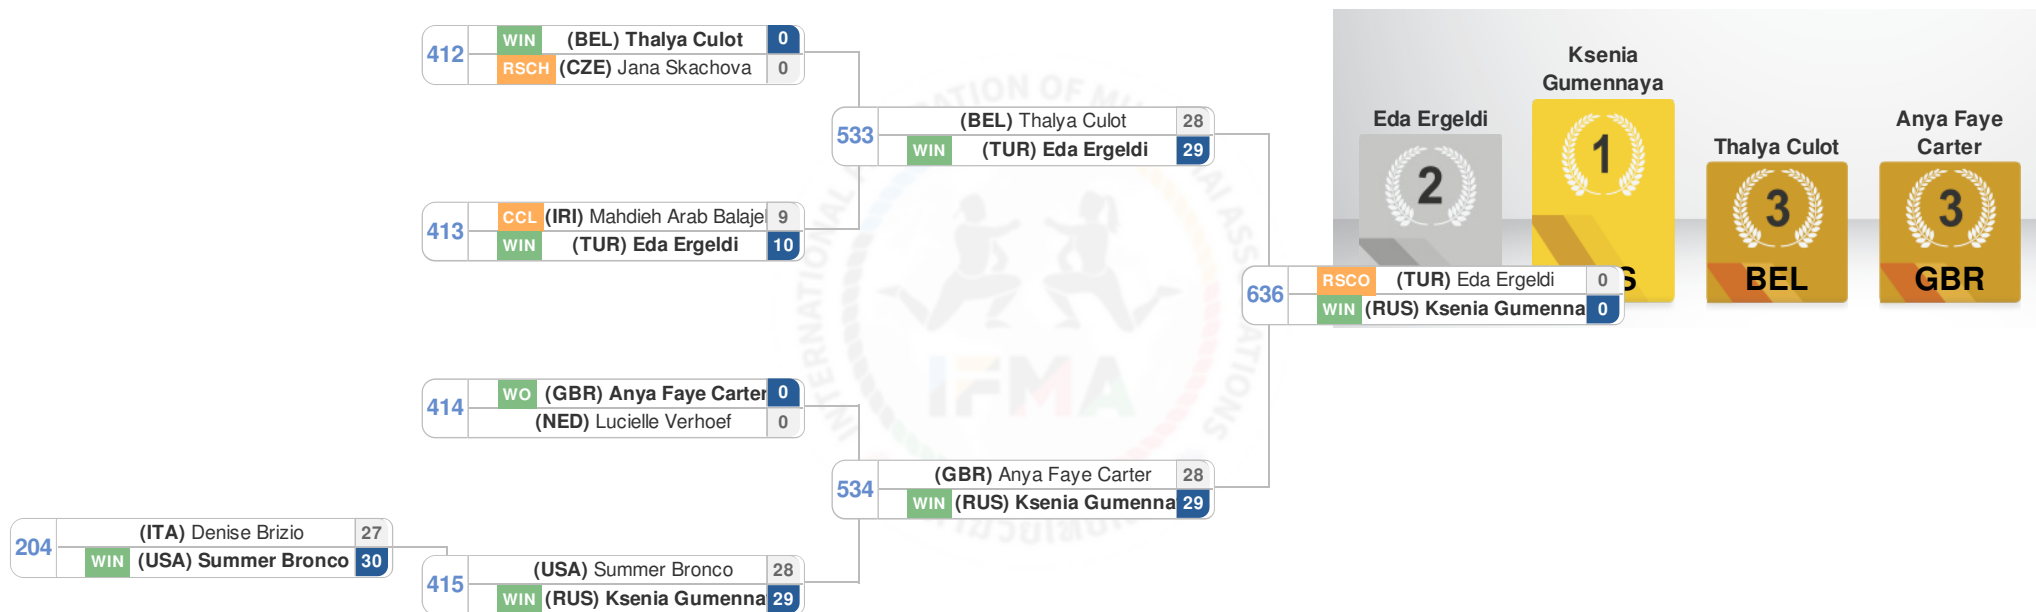 412
WIN (BEL) Thalya Culot 0
RSCH (CZE) Jana Skachova 0
413
CCL (IRI) Mahdieh Arab Balajel 9
WIN (TUR) Eda Ergeldi 10
414
WO (GBR) Anya Faye Carter 0
(NED) Lucielle Verhoef 0
204
(ITA) Denise Brizio 27
WIN (USA) Summer Bronco 30
415
(USA) Summer Bronco 28
WIN (RUS) Ksenia Gumenna 29
533
(BEL) Thalya Culot 28
WIN (TUR) Eda Ergeldi 29
534
(GBR) Anya Faye Carter 28
WIN (RUS) Ksenia Gumenna 29
636
RSCO (TUR) Eda Ergeldi 0
WIN (RUS) Ksenia Gumenna 0
Eda Ergeldi
2
Ksenia
Gumennaya
1
S
Thalya Culot
3
BEL
Anya Faye
Carter
3
GBR
IFMA